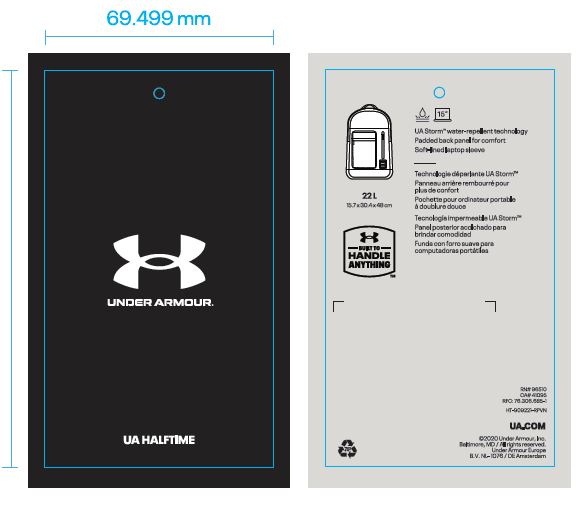 69.499 mm
UNDER ARMOUR.
UA HALFTIME
15"
UA Storm™ water-repellent technology
Padded back panel for comfort
Soft-lined laptop sleeve
Technologie déperlante UA Storm™
Panneau arrière rembourré pour
plus de confort
Pochette pour ordinateur portable
à doublure douce
Tecnología impermeable UA Storm™
Panel posterior acolchado para
brindar comodidad
Funda con forro suave para
computadoras portátiles
22 L
15.7 x 30.4 x 48 cm
BUILT TO
HANDLE
ANYTHING
™
RN# 96510
CA# 41095
RFC: 76.306.685-1
HT-909221-RPVN
UA.COM
©2020 Under Armour, Inc.
Baltimore, MD / All rights reserved.
Under Armour Europe
B.V. NL-1076 / DE Amsterdam